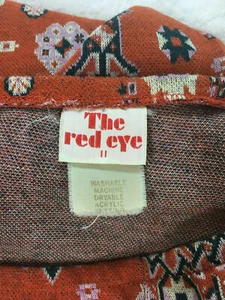 The
red eye
11
WASHABLE
MACHINE
DRYABLE
ACRYLIC